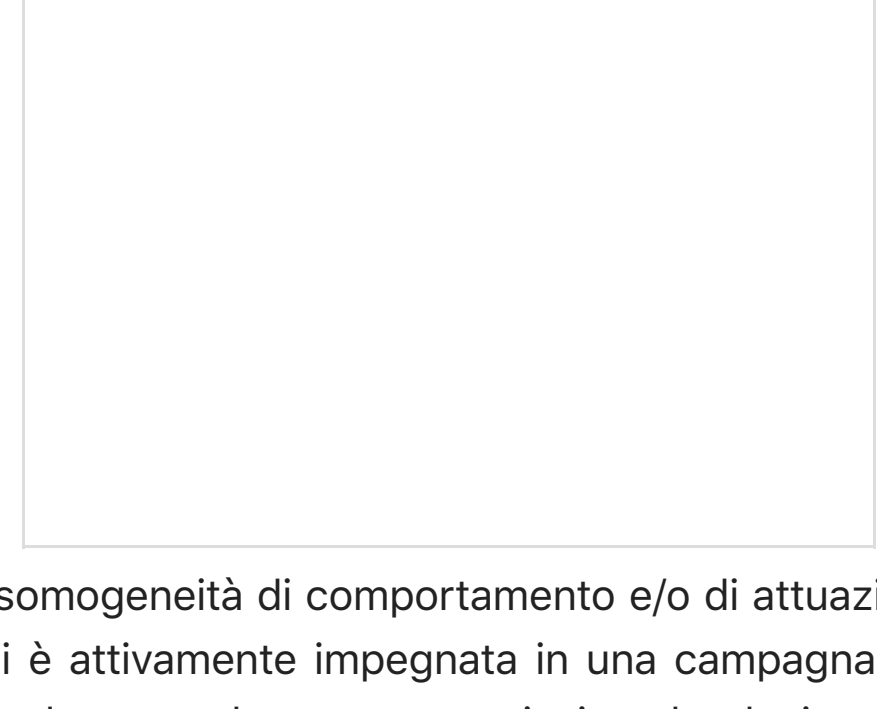 somogeneità di comportamento e/o di attuazi
i è attivamente impegnata in una campagna